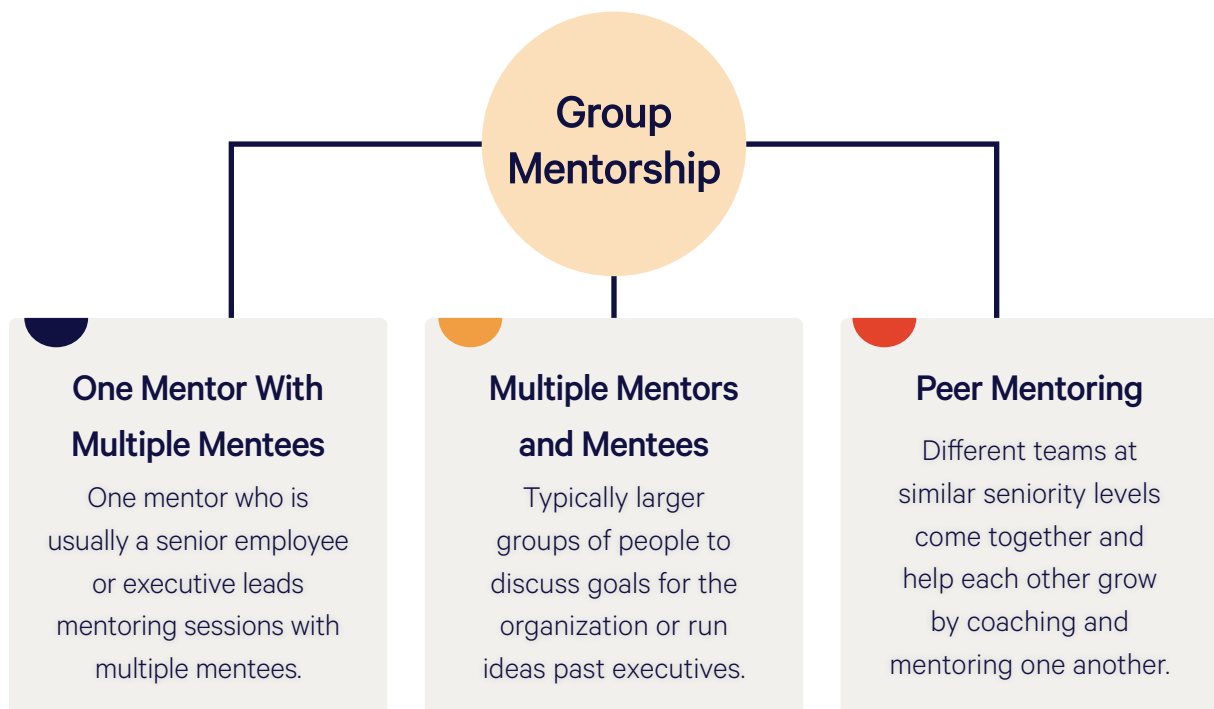 Group
Mentorship
One Mentor With
Multiple Mentees
One mentor who is
usually a senior employee
or executive leads
mentoring sessions with
multiple mentees.
Multiple Mentors
and Mentees
Typically larger
groups of people to
discuss goals for the
organization or run
ideas past executives.
Peer Mentoring
Different teams at
similar seniority levels
come together and
help each other grow
by coaching and
mentoring one another.